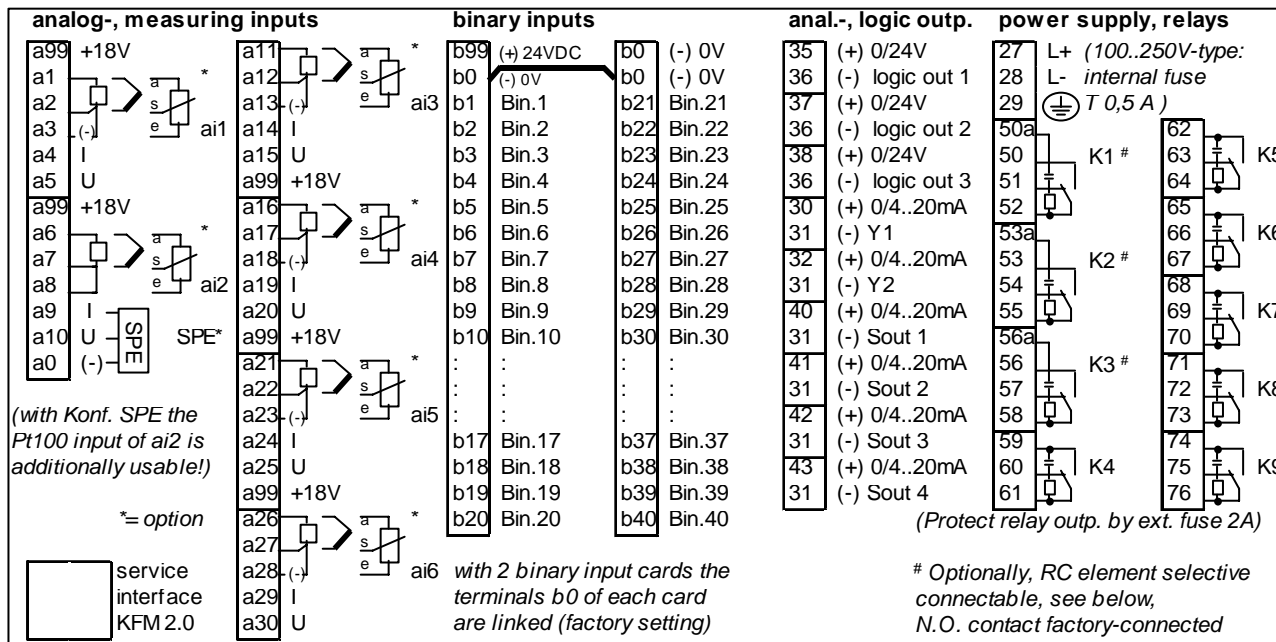 analog-, measuring inputs
a99 +18V
a1
a2
a3 (-)
a4 I
a5 U
a s e * ai1
a99 +18V
a6
a7
a8
a9 I
a10 U
a0 (-)
a s e * ai2
SPE
SPE*
(with Konf. SPE the
Pt100 input of ai2 is
additionally usable!)
*= option
service
interface
KFM 2.0
a11
a12
a13 (-)
a14 I
a15 U
a99 +18V
a s e * ai3
a16
a17
a18 (-)
a19 I
a20 U
a99 +18V
a s e * ai4
a21
a22
a23 (-)
a24 I
a25 U
a99 +18V
a s e * ai5
a26
a27
a28 (-)
a29 I
a30 U
a s e * ai6
binary inputs
b99 (+) 24VDC
b0 (-) 0V
b1 Bin.1
b2 Bin.2
b3 Bin.3
b4 Bin.4
b5 Bin.5
b6 Bin.6
b7 Bin.7
b8 Bin.8
b9 Bin.9
b10 Bin.10
: :
: :
: :
b17 Bin.17
b18 Bin.18
b19 Bin.19
b20 Bin.20
b0 (-) 0V
b0 (-) 0V
b21 Bin.21
b22 Bin.22
b23 Bin.23
b24 Bin.24
b25 Bin.25
b26 Bin.26
b27 Bin.27
b28 Bin.28
b29 Bin.29
b30 Bin.30
: :
: :
: :
b37 Bin.37
b38 Bin.38
b39 Bin.39
b40 Bin.40
with 2 binary input cards the
terminals b0 of each card
are linked (factory setting)
anal.-, logic outp.
35 (+) 0/24V
36 (-) logic out 1
37 (+) 0/24V
36 (-) logic out 2
38 (+) 0/24V
36 (-) logic out 3
30 (+) 0/4..20mA
31 (-) Y1
32 (+) 0/4..20mA
31 (-) Y2
40 (+) 0/4..20mA
31 (-) Sout 1
41 (+) 0/4..20mA
31 (-) Sout 2
42 (+) 0/4..20mA
31 (-) Sout 3
43 (+) 0/4..20mA
31 (-) Sout 4
power supply, relays
27 L+ (100..250V-type:
28 L- internal fuse
29 T 0,5 A )
50a
50 K1 #
51
52
53a
53 K2 #
54
55
56a
56 K3 #
57
58
59
60 K4
61
62
63 K5
64
65
66 K6
67
68
69 K7
70
71
72 K8
73
74
75 K9
76
(Protect relay outp. by ext. fuse 2A)
# Optionally, RC element selective
connectable, see below,
N.O. contact factory-connected